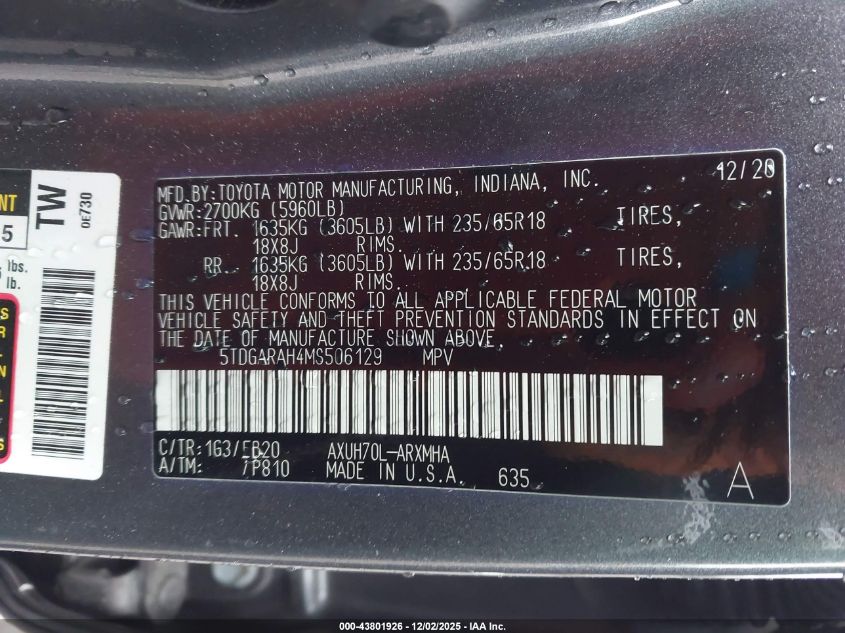 MFD.BY:TOYOTA MOTOR MANUFACTURING, INDIANA, INC. 12/20
GVWR:2700KG (5960LB)
GAWR:FRT. 1635KG (3605LB) WITH 235/65R18 TIRES,
18X8J RIMS.
RR. 1635KG (3605LB) WITH 235/65R18 TIRES,
18X8J RIMS.
THIS VEHICLE CONFORMS TO ALL APPLICABLE FEDERAL MOTOR
VEHICLE SAFETY AND THEFT PREVENTION STANDARDS IN EFFECT ON
THE DATE OF MANUFACTURE SHOWN ABOVE.
5TDGARAH4MS506129 MPV
C/TR:1G3/FB20 AXUH70L-ARXMHA
A/TM: 7P810 MADE IN U.S.A. 635 A
TW
0E730
5
lbs.
lb.
000-43801926 - 12/02/2025 - IAA Inc.